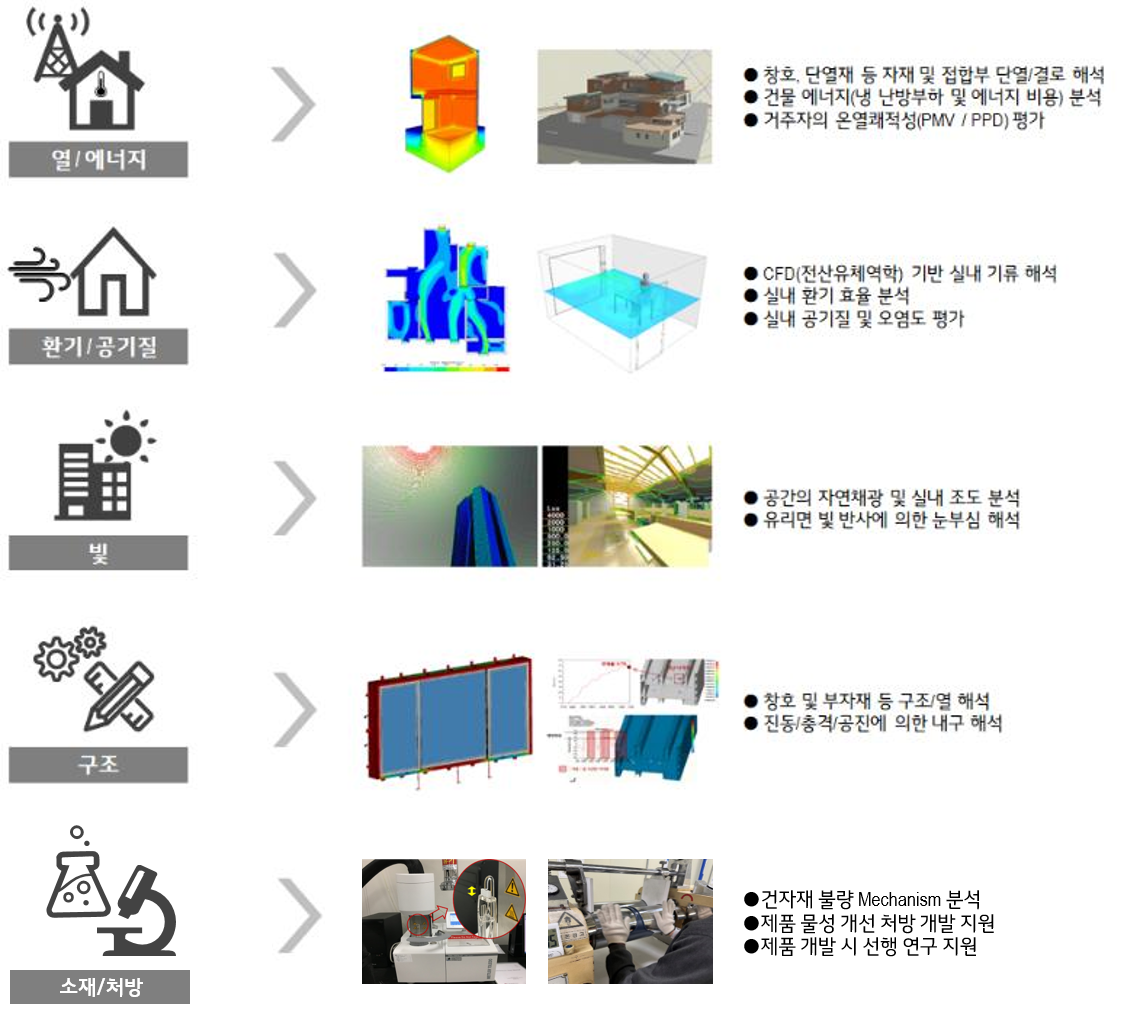 열/에너지
● 창호, 단열재 등 자재 및 접합부 단열/결로 해석
● 건물 에너지(냉 난방부하 및 에너지 비용) 분석
● 거주자의 온열쾌적성(PMV / PPD) 평가
환기/공기질
● CFD(전산유체역학) 기반 실내 기류 해석
● 실내 환기 효율 분석
● 실내 공기질 및 오염도 평가
빛
Lux
4000
2000
1000
● 공간의 자연채광 및 실내 조도 분석
● 유리면 빛 반사에 의한 눈부심 해석
구조
● 창호 및 부자재 등 구조/열 해석
● 진동/충격/공진에 의한 내구 해석
소재/처방
●건자재 불량 Mechanism 분석
●제품 물성 개선 처방 개발 지원
●제품 개발 시 선행 연구 지원